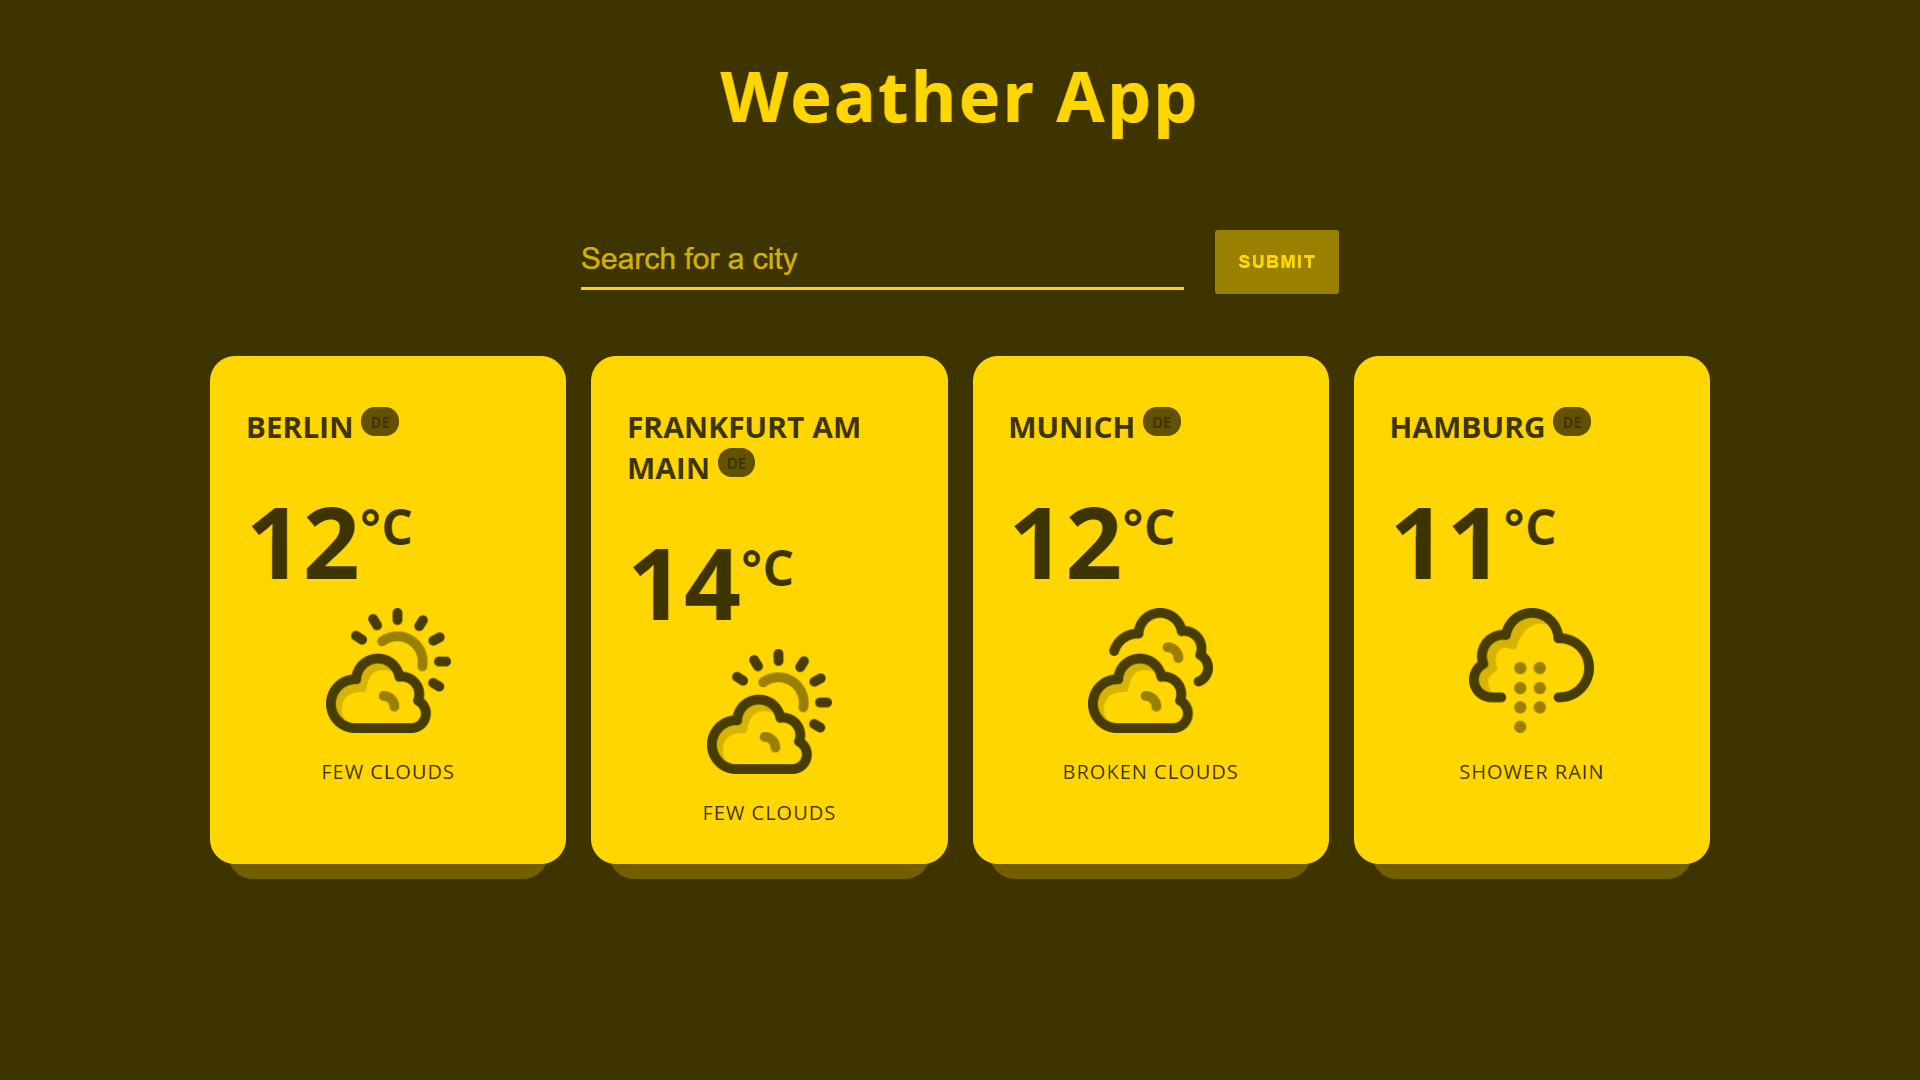 Weather App
Search for a city
SUBMIT
BERLIN DE
12°C
FEW CLOUDS
FRANKFURT AM
MAIN DE
14°C
FEW CLOUDS
MUNICH DE
12°C
BROKEN CLOUDS
HAMBURG DE
11°C
SHOWER RAIN